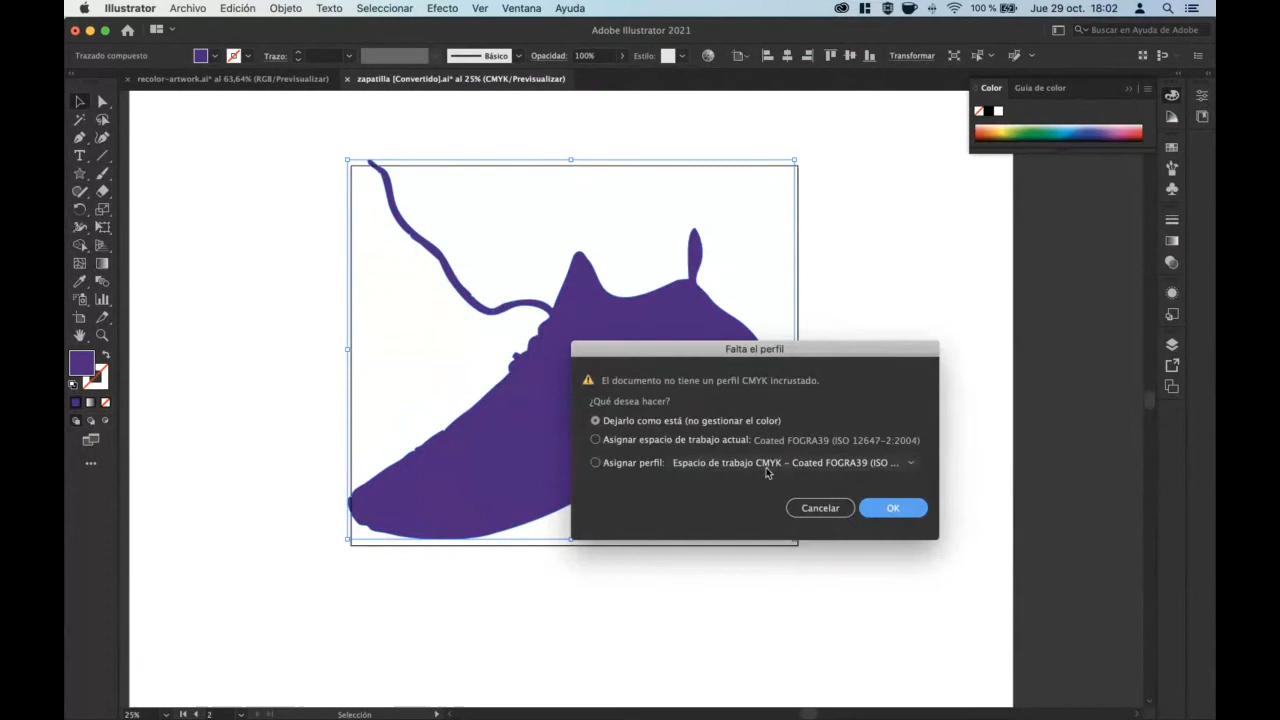 Illustrator Archivo Edición Objeto Texto Seleccionar Efecto Ver Ventana Ayuda 100 % Jue 29 oct. 18:02
Adobe Illustrator 2021 Buscar en Ayuda de Adobe
Trazado compuesto Trazo: Básico Opacidad: 100% Estilo: Transformar
× recolor-artwork.ai* al 63,64% (RGB/Previsualizar) × zapatilla [Convertido].ai* al 25% (CMYK/Previsualizar)
Color Guía de color
Falta el perfil
El documento no tiene un perfil CMYK incrustado.
¿Qué desea hacer?
Dejarlo como está (no gestionar el color)
Asignar espacio de trabajo actual: Coated FOGRA39 (ISO 12647-2:2004)
Asignar perfil: Espacio de trabajo CMYK - Coated FOGRA39 (ISO ...
Cancelar OK
25% 2 Selección